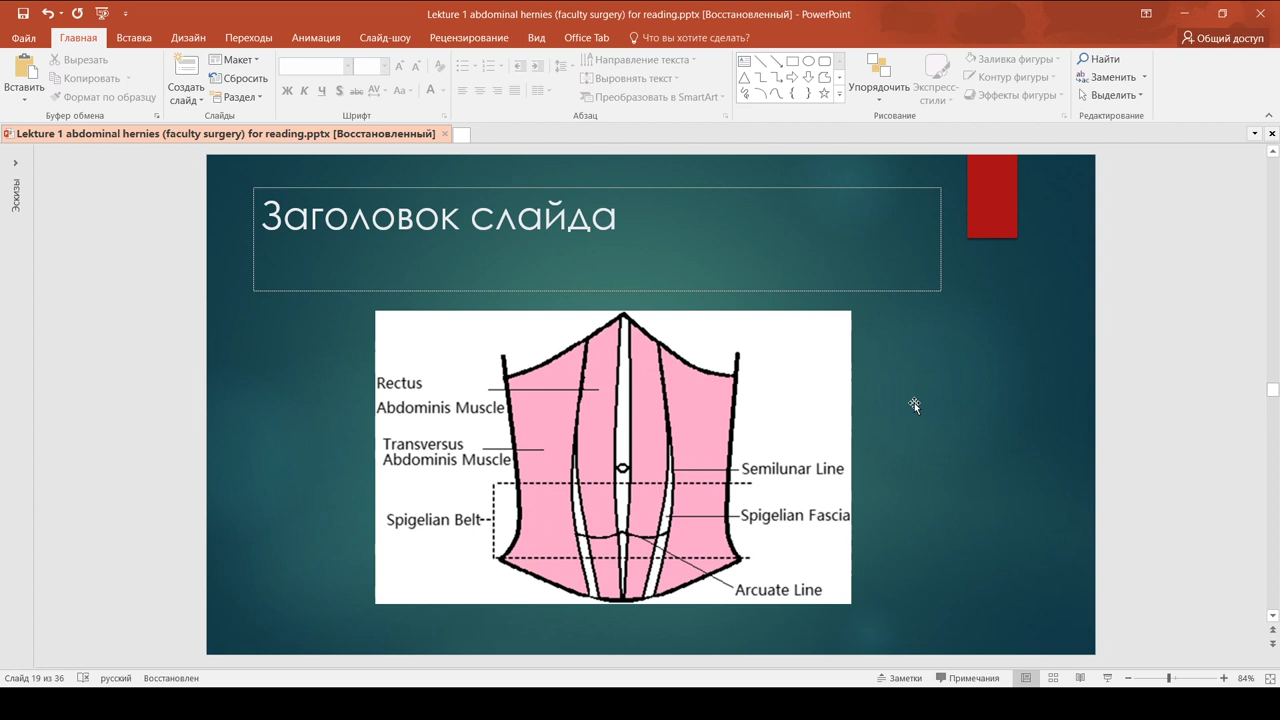 Lekture 1 abdominal hernies (faculty surgery) for reading.pptx [Восстановленный] - PowerPoint
Файл Главная Вставка Дизайн Переходы Анимация Слайд-шоу Рецензирование Вид Office Tab Что вы хотите сделать? Общий доступ
Вставить
Вырезать
Копировать
Формат по образцу
Буфер обмена
Создать слайд
Макет
Сбросить
Раздел
Слайды
Ж К Ч S abc AV Aa A
Шрифт
Направление текста
Выровнять текст
Преобразовать в SmartArt
Абзац
Упорядочить
Экспресс-стили
Заливка фигуры
Контур фигуры
Эффекты фигуры
Рисование
Найти
Заменить
Выделить
Редактирование
Lekture 1 abdominal hernies (faculty surgery) for reading.pptx [Восстановленный]
Эскизы
Заголовок слайда
Rectus
Abdominis Muscle
Transversus
Abdominis Muscle
Spigelian Belt
Semilunar Line
Spigelian Fascia
Arcuate Line
Слайд 19 из 36 русский Восстановлен Заметки Примечания 84%